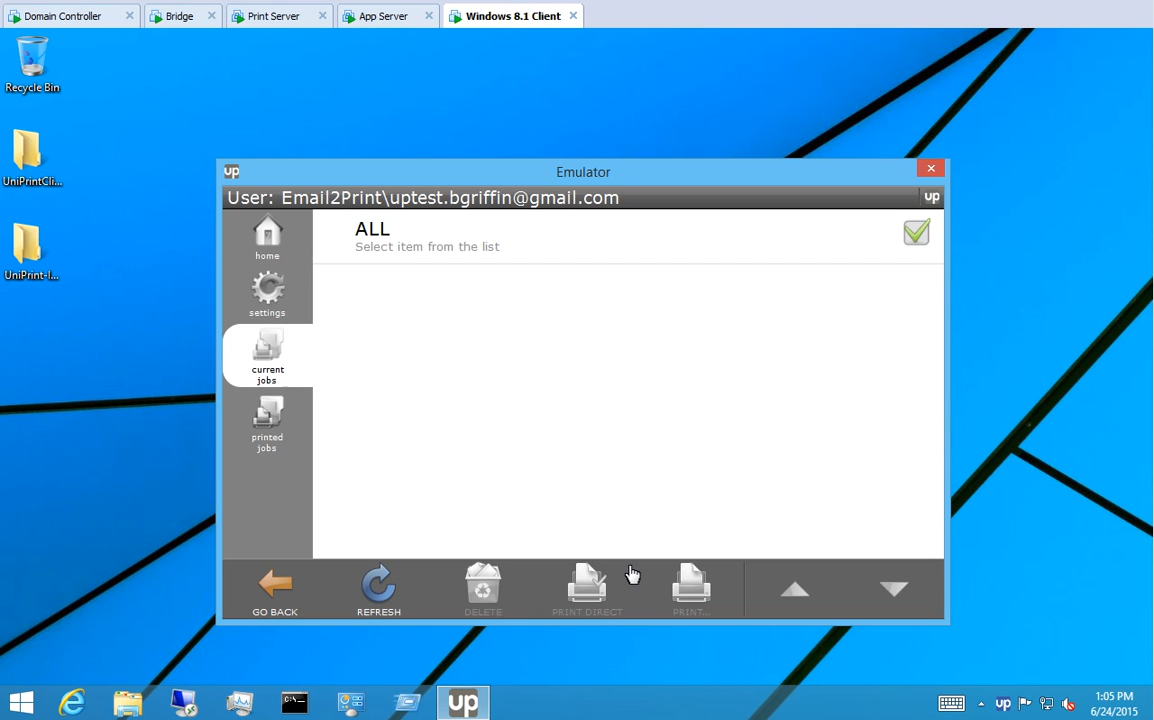 Domain Controller
Bridge
Print Server
App Server
Windows 8.1 Client
Recycle Bin
UniPrintCli...
UniPrint-I...
up
Emulator
User: Email2Print\uptest.bgriffin@gmail.com
up
home
settings
current
jobs
printed
jobs
ALL
Select item from the list
GO BACK
REFRESH
DELETE
PRINT DIRECT
PRINT...
C:\_
up
up
1:05 PM
6/24/2015